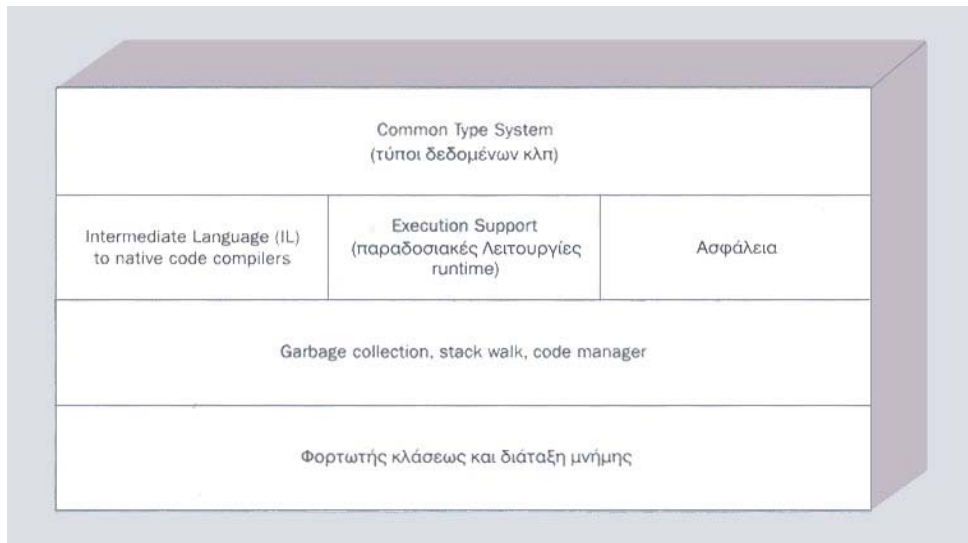 Common Type System
(τύποι δεδομένων κλπ)
Intermediate Language (IL)
to native code compilers
Execution Support
(παραδοσιακές Λειτουργίες
runtime)
Ασφάλεια
Garbage collection, stack walk, code manager
Φορτωτής κλάσεως και διάταξη μνήμης